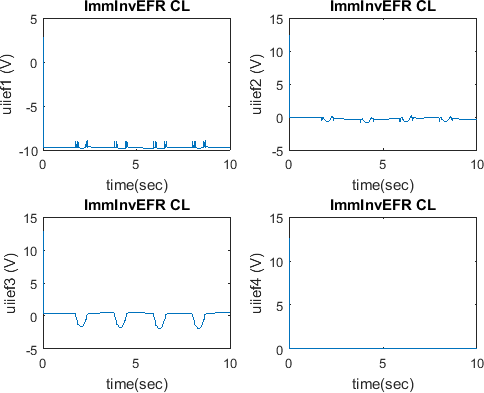 ImmInvEFR CL
5
0
-5
-10
uiief1 (V)
0
5
10
time(sec)
ImmInvEFR CL
15
10
5
0
-5
uiief2 (V)
0
5
10
time(sec)
ImmInvEFR CL
15
10
5
0
-5
uiief3 (V)
0
5
10
time(sec)
ImmInvEFR CL
15
10
5
0
uiief4 (V)
0
5
10
time(sec)